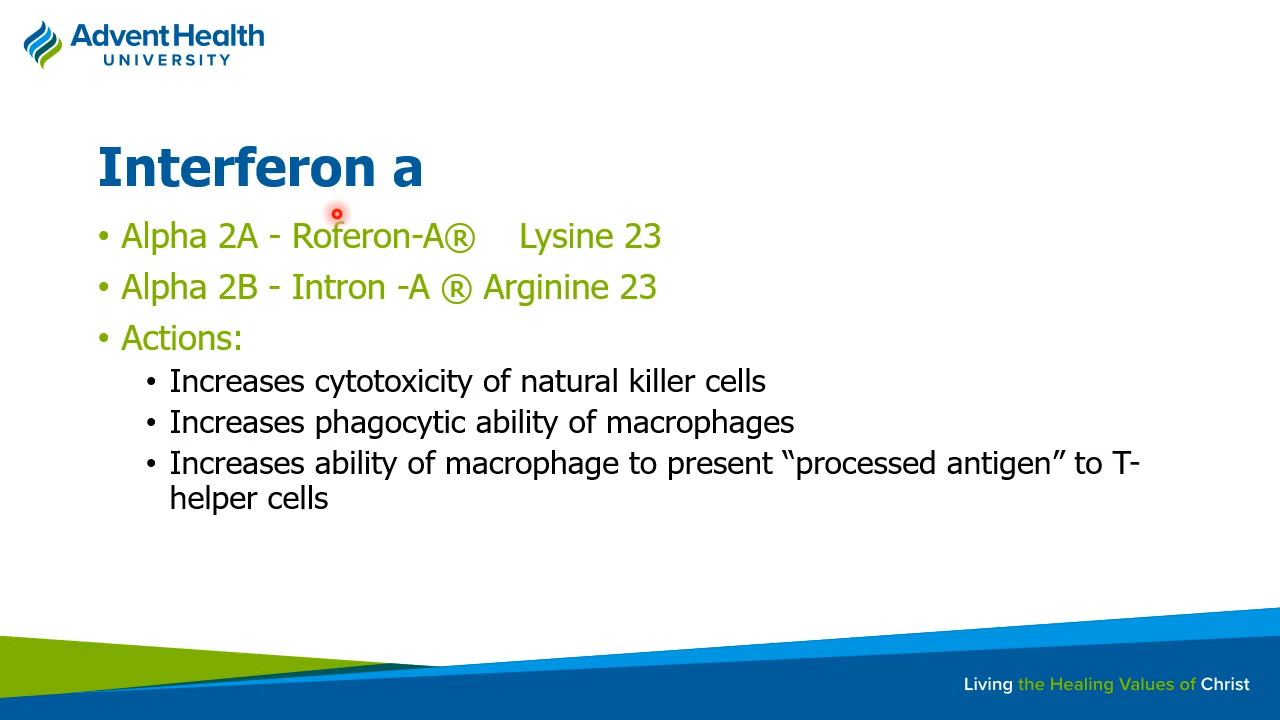 AdventHealth
UNIVERSITY
Interferon a
• Alpha 2A - Roferon-A® Lysine 23
• Alpha 2B - Intron -A ® Arginine 23
• Actions:
• Increases cytotoxicity of natural killer cells
• Increases phagocytic ability of macrophages
• Increases ability of macrophage to present “processed antigen” to T-
helper cells
Living the Healing Values of Christ